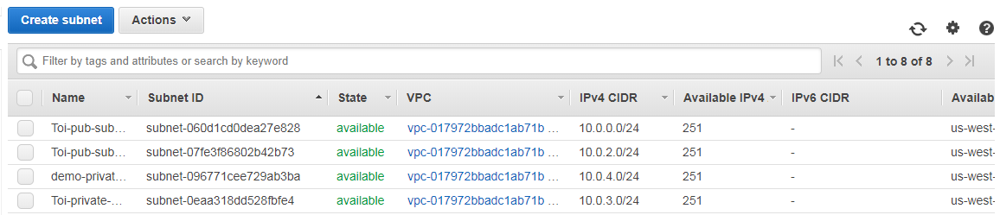 Create subnet Actions
Filter by tags and attributes or search by keyword 1 to 8 of 8
Name Subnet ID State VPC IPv4 CIDR Available IPv4 IPv6 CIDR Availab
Toi-pub-sub... subnet-060d1cd0dea27e828 available vpc-017972bbadc1ab71b ... 10.0.0.0/24 251 - us-west-
Toi-pub-sub... subnet-07fe3f86802b42b73 available vpc-017972bbadc1ab71b ... 10.0.2.0/24 251 - us-west-
demo-privat... subnet-096771cee729ab3ba available vpc-017972bbadc1ab71b ... 10.0.4.0/24 251 - us-west-
Toi-private-... subnet-0eaa318dd528fbfe4 available vpc-017972bbadc1ab71b ... 10.0.3.0/24 251 - us-west-